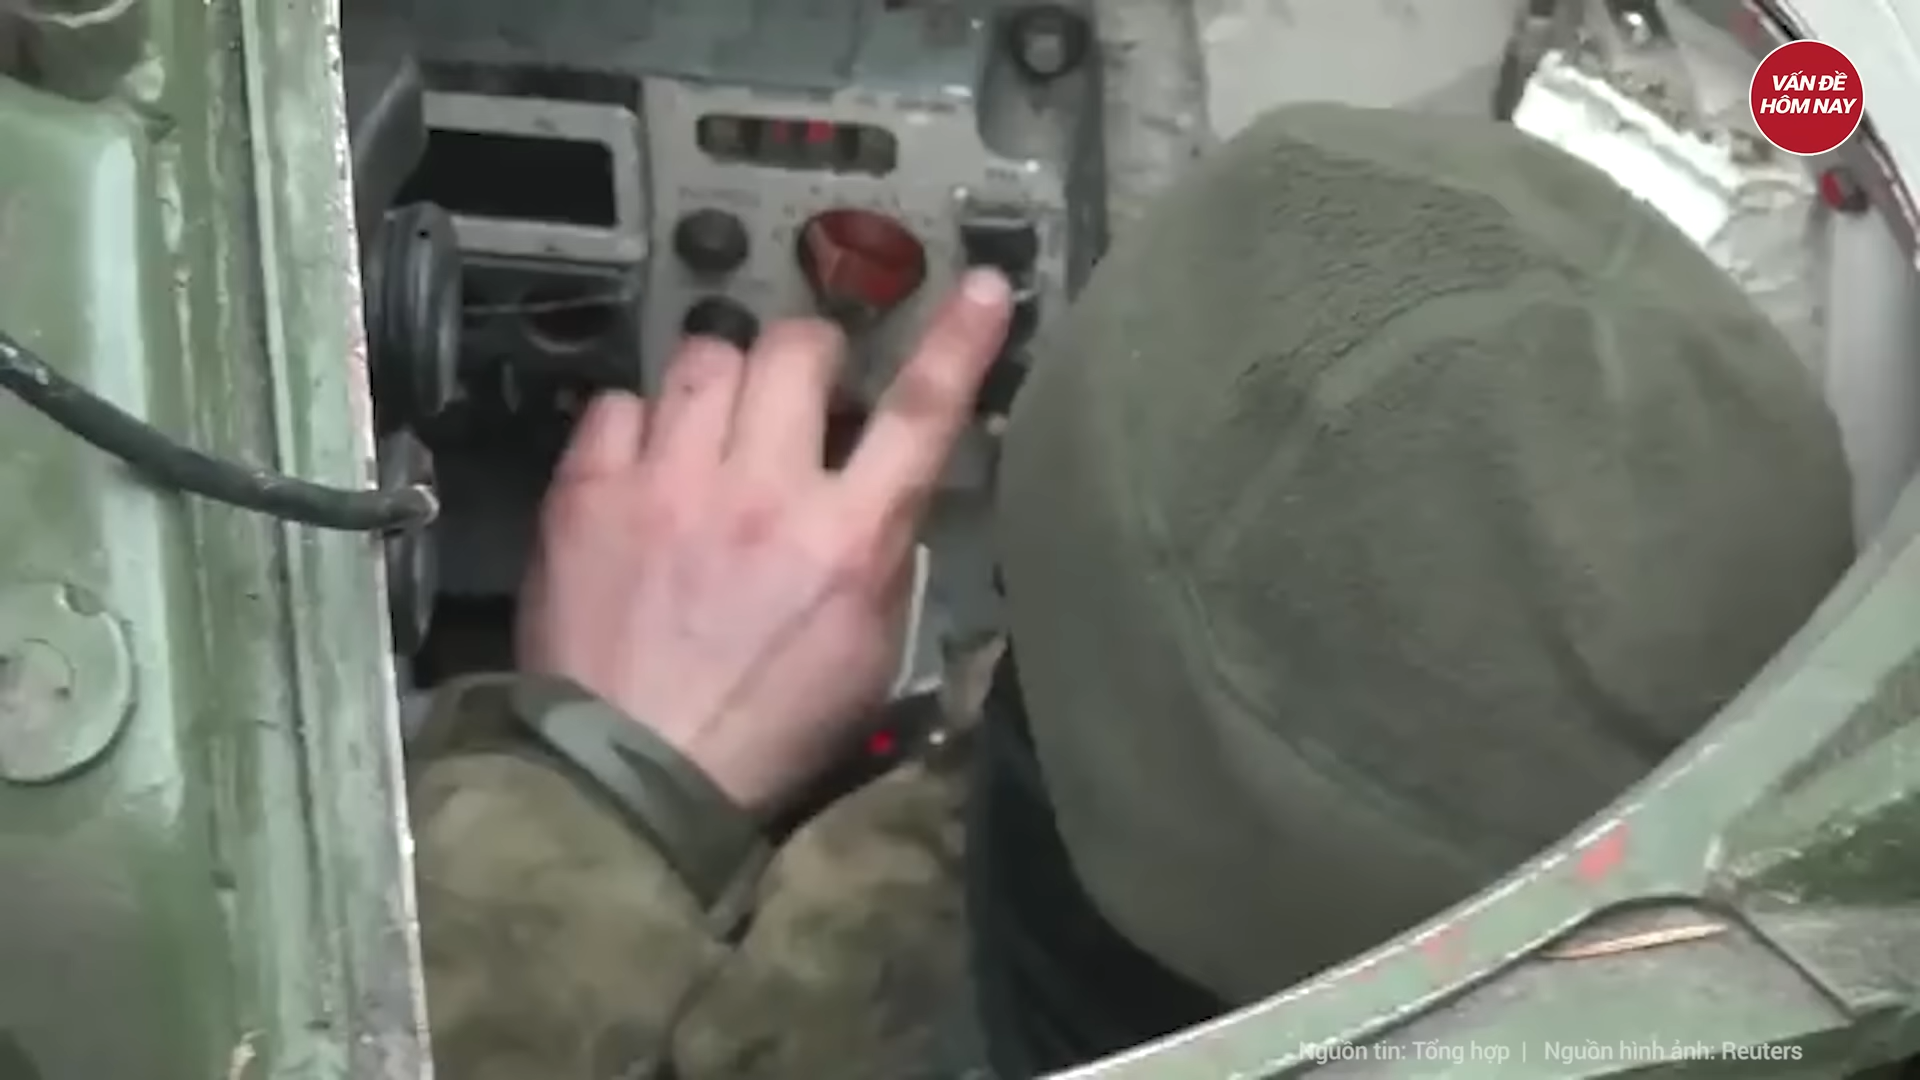 VẤN ĐỀ
HÔM NAY
Nguồn tin: Tổng hợp | Nguồn hình ảnh: Reuters